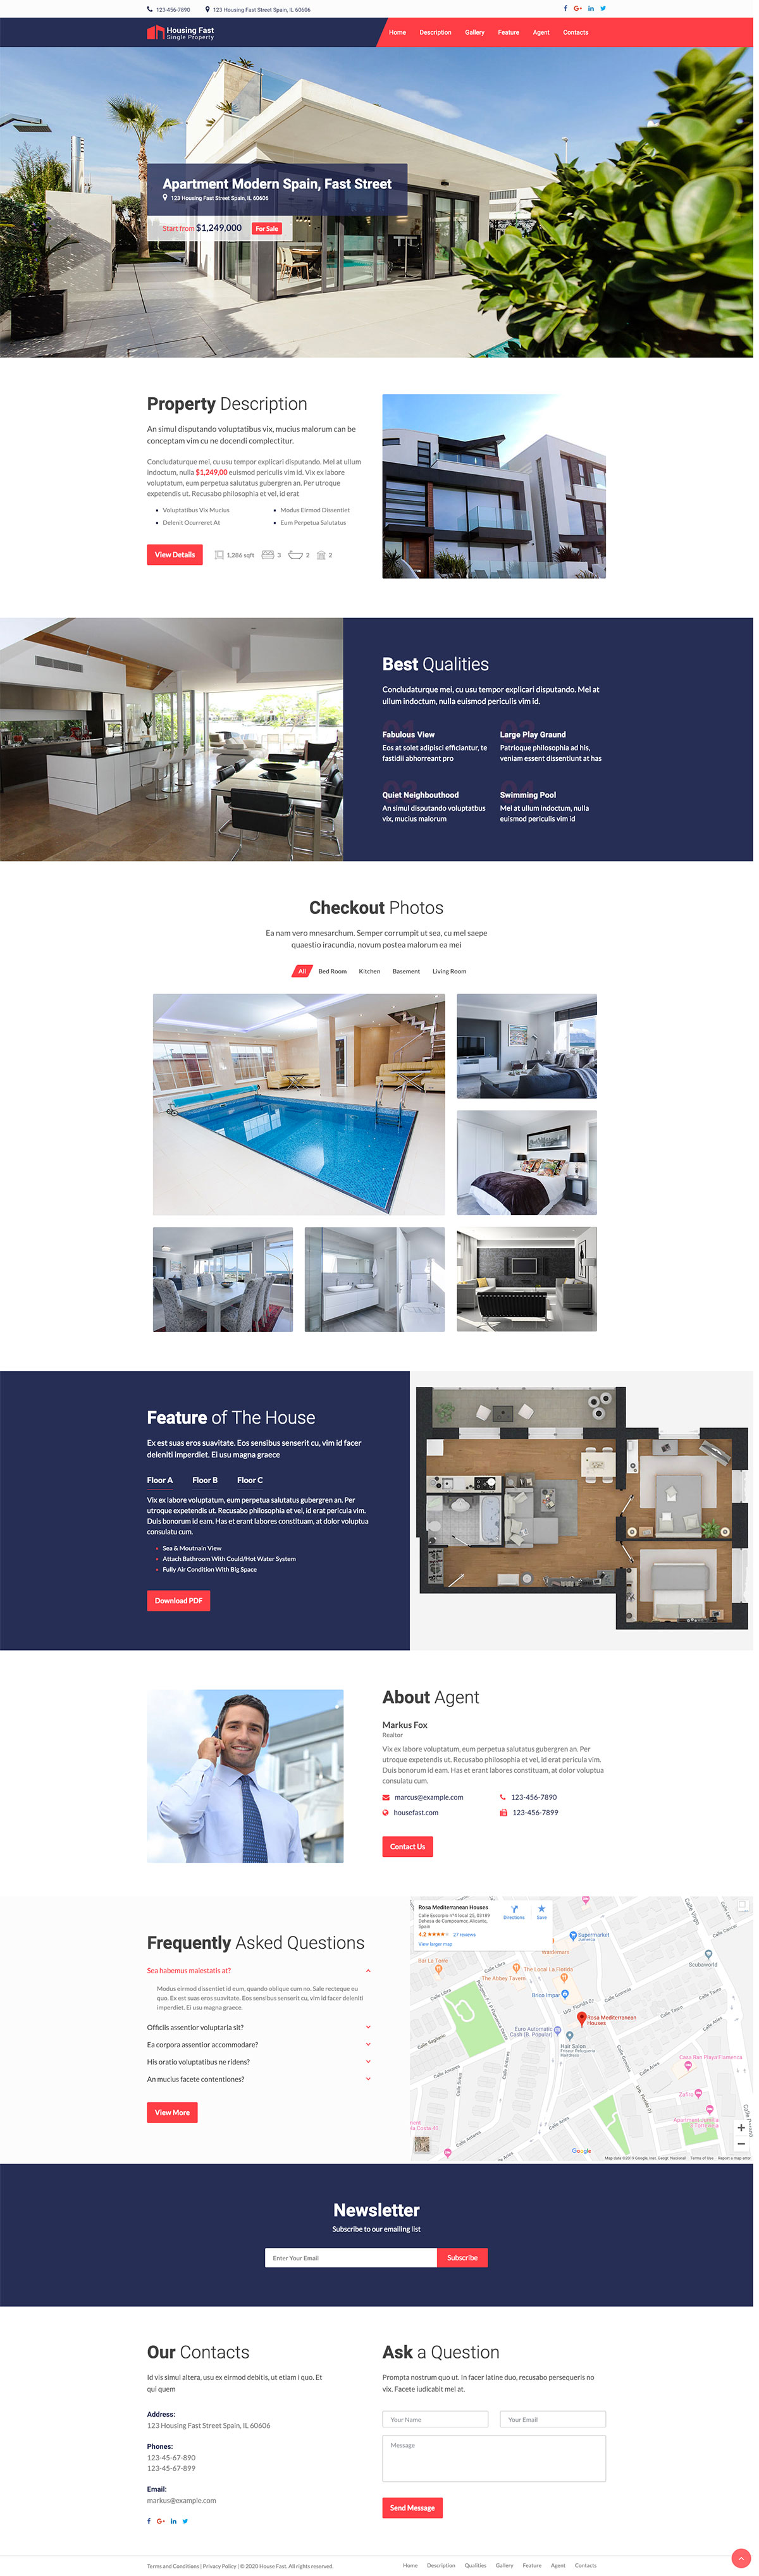 123-456-7890
123 Housing Fast Street Spain, IL 60606
Housing Fast
Single Property
Home Description Gallery Feature Agent Contacts
Apartment Modern Spain, Fast Street
123 Housing Fast Street Spain, IL 60606
Start from $1,249,000 For Sale
Property Description
An simul disputando voluptatibus vix, mucius malorum can be
conceptam vim cu ne docendi complectitur.
Concludaturque mei, cu usu tempor explicari disputando. Mel at ullum
indoctum, nulla $1,249,00 euismod periculis vim id. Vix ex labore
voluptatum, eum perpetua salutatus gubergren an. Per utroque
expetendis ut. Recusabo philosophia et vel, id erat
Voluptatibus Vix Mucius
Modus Eirmod Dissentiet
Delenit Ocurreret At
Eum Perpetua Salutatus
View Details
1,286 sqft 3 2 2
Best Qualities
Concludaturque mei, cu usu tempor explicari disputando. Mel at
ullum indoctum, nulla euismod periculis vim id.
01
Fabulous View
Eos at solet adipisci efficiantur, te
fastidii abhorreant pro
02
Large Play Graund
Patrioque philosophia ad his,
veniam essent dissentiunt at has
03
Quiet Neighbouthood
An simul disputando voluptatbus
vix, mucius malorum
04
Swimming Pool
Mel at ullum indoctum, nulla
euismod periculis vim id
Checkout Photos
Ea nam vero mnesarchum. Semper corrumpit ut sea, cu mel saepe
quaestio iracundia, novum postea malorum ea mei
All Bed Room Kitchen Basement Living Room
Feature of The House
Ex est suas eros suavitate. Eos sensibus senserit cu, vim id facer
deleniti imperdiet. Ei usu magna graece
Floor A Floor B Floor C
Vix ex labore voluptatum, eum perpetua salutatus gubergren an. Per
utroque expetendis ut. Recusabo philosophia et vel, id erat pericula vim.
Duis bonorum id eam. Has et erant labores constituam, at dolor voluptua
consulatu cum.
Sea & Moutnain View
Attach Bathroom With Could/Hot Water System
Fully Air Condition With Big Space
Download PDF
About Agent
Markus Fox
Realtor
Vix ex labore voluptatum, eum perpetua salutatus gubergren an. Per
utroque expetendis ut. Recusabo philosophia et vel, id erat pericula vim.
Duis bonorum id eam. Has et erant labores constituam, at dolor voluptua
consulatu cum.
marcus@example.com
123-456-7890
housefast.com
123-456-7899
Contact Us
Frequently Asked Questions
Sea habemus maiestatis at?
Modus eirmod dissentiet id eum, quando oblique cum no. Sale recteque eu
quo. Ex est suas eros suavitate. Eos sensibus senserit cu, vim id facer deleniti
imperdiet. Ei usu magna graece.
Officiis assentior voluptaria sit?
Ea corpora assentior accommodare?
His oratio voluptatibus ne ridens?
An mucius facete contentiones?
View More
Rosa Mediterranean Houses
Calle Escorpio nº4 local 25, 03189
Dehesa de Campoamor, Alicante,
Spain
4.2 27 reviews
View larger map
Directions
Save
Supermarket
Bar La Torre
The Local La Florida
The Abbey Tavern
Brico Impar
Rosa Mediterranean
Houses
Euro Automatic
Cash (B. Popular)
Hair Salon
Scubaworld
Casa Ren Playa Flamenca
Zafira
Google
Map data ©2019 Google, Inst. Geogr. Nacional Terms of Use Report a map error
Newsletter
Subscribe to our emailing list
Enter Your Email Subscribe
Our Contacts
Id vis simul altera, usu ex eirmod debitis, ut etiam i quo. Et
qui quem
Address:
123 Housing Fast Street Spain, IL 60606
Phones:
123-45-67-890
123-45-67-899
Email:
markus@example.com
Ask a Question
Prompta nostrum quo ut. In facer latine duo, recusabo persequeris no
vix. Facete iudicabit mel at.
Your Name Your Email
Message
Send Message
Terms and Conditions | Privacy Policy | © 2020 House Fast. All rights reserved.
Home Description Qualities Gallery Feature Agent Contacts